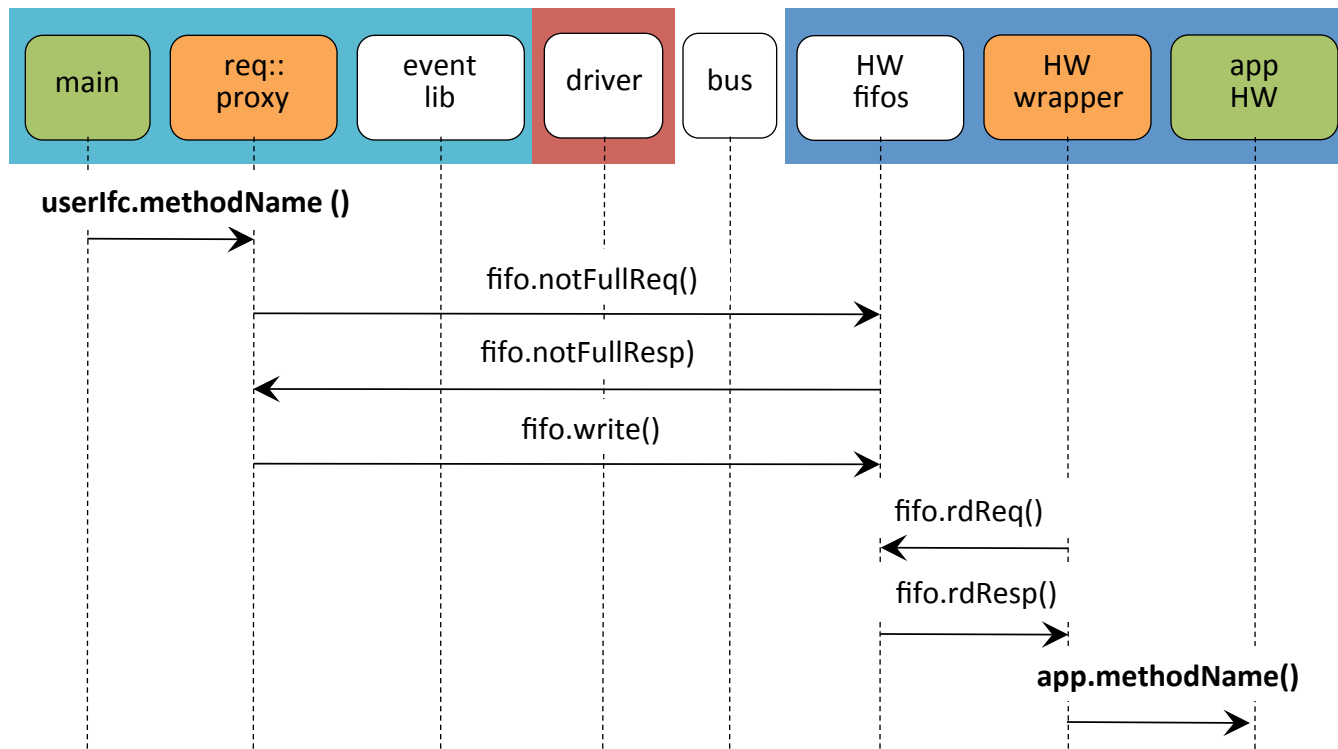 main
req::
proxy
event
lib
driver
bus
HW
fifos
HW
wrapper
app
HW
userIfc.methodName ()
fifo.notFullReq()
fifo.notFullResp)
fifo.write()
fifo.rdReq()
fifo.rdResp()
app.methodName()